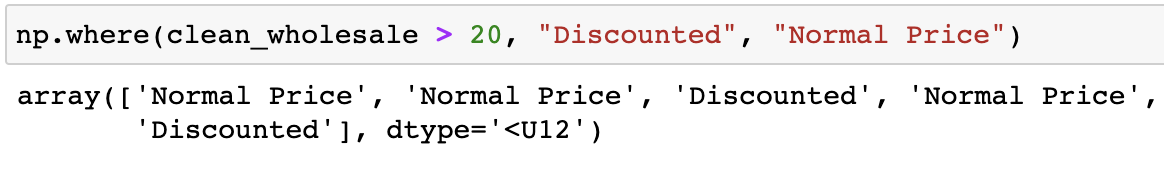 np.where(clean_wholesale > 20, "Discounted", "Normal Price")
array(['Normal Price', 'Normal Price', 'Discounted', 'Normal Price',
       'Discounted'], dtype='<U12')